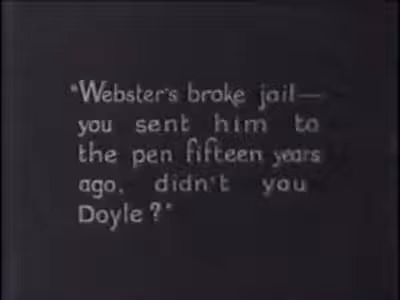 "Webster's broke jail—
you sent him to
the pen fifteen years
ago, didn't you
Doyle?"